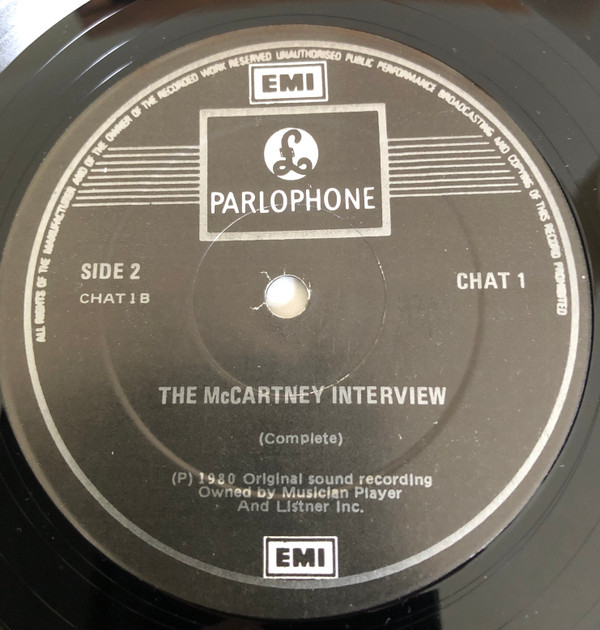 ALL RIGHTS OF THE MANUFACTURER AND OF THE OWNER OF THE RECORDED WORK RESERVED UNAUTHORISED PUBLIC PERFORMANCE BROADCASTING AND COPYING OF THIS RECORD PROHIBITED
EMI
£
PARLOPHONE
SIDE 2
CHAT 1
CHAT 1 B
THE McCARTNEY INTERVIEW
(Complete)
(P) 1980 Original sound recording
Owned by Musician Player
And Listner Inc.
EMI